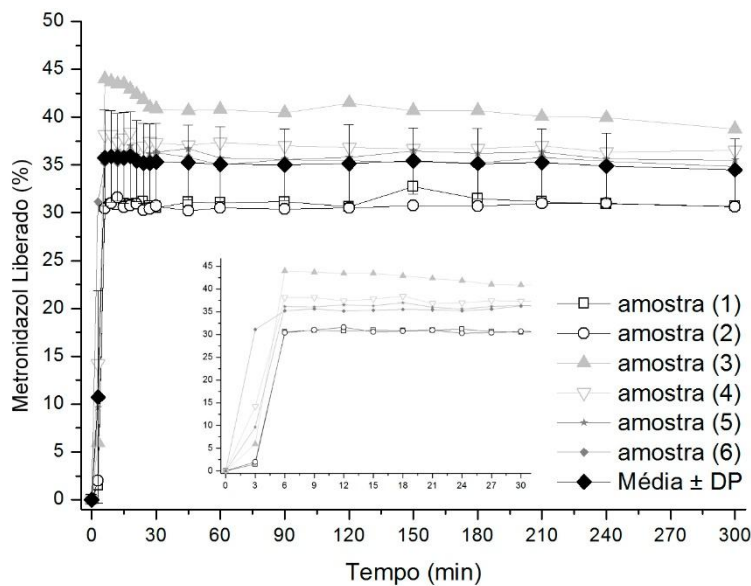 Metronidazol Liberado (%)
50
45
40
35
30
25
20
15
10
5
0
45
40
35
30
25
20
15
10
5
0
0 3 6 9 12 15 18 21 24 27 30
amostra (1)
amostra (2)
amostra (3)
amostra (4)
amostra (5)
amostra (6)
Média ± DP
0 30 60 90 120 150 180 210 240 270 300
Tempo (min)